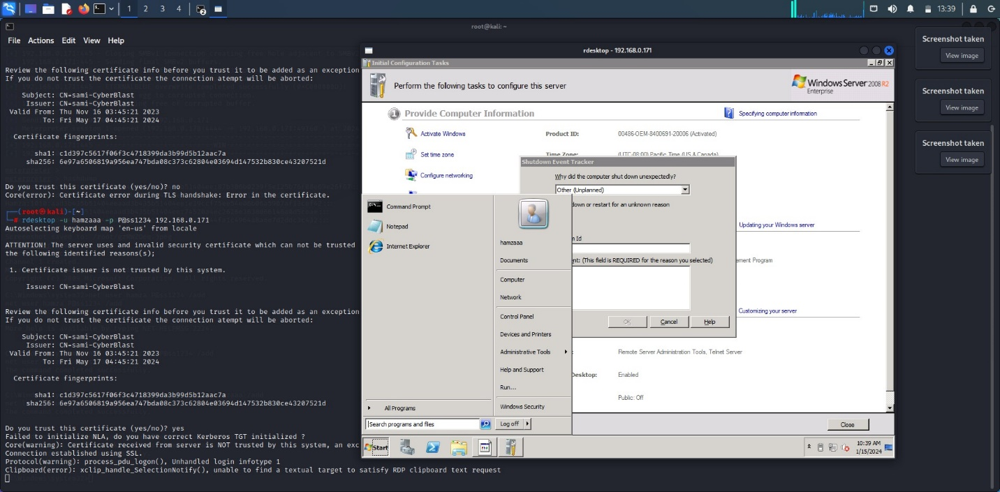 1 2 3 4
13:39
root@kali: ~
File Actions Edit View Help
Review the following certificate info before you trust it to be added as an exception
If you do not trust the certificate the connection atempt will be aborted:
Subject: CN=sami-CyberBlast
Issuer: CN=sami-CyberBlast
Valid From: Thu Nov 16 03:45:21 2023
To: Fri May 17 04:45:21 2024
Certificate fingerprints:
sha1: c1d397c5617f06f3c4718399da3b99d5b12aac7a
sha256: 6e97a6506819a956ea747bda08c373c62804e03694d147532b830ce43207521d
Do you trust this certificate (yes/no)? no
Core(error): Certificate error during TLS handshake: Error in the certificate.
┌──(root㉿kali)-[~]
└─# rdesktop -u hamzaaa -p P@ss1234 192.168.0.171
Autoselecting keyboard map 'en-us' from locale
ATTENTION! The server uses and invalid security certificate which can not be trusted
the following identified reasons(s);
1. Certificate issuer is not trusted by this system.
Issuer: CN=sami-CyberBlast
Review the following certificate info before you trust it to be added as an exception
If you do not trust the certificate the connection atempt will be aborted:
Subject: CN=sami-CyberBlast
Issuer: CN=sami-CyberBlast
Valid From: Thu Nov 16 03:45:21 2023
To: Fri May 17 04:45:21 2024
Certificate fingerprints:
sha1: c1d397c5617f06f3c4718399da3b99d5b12aac7a
sha256: 6e97a6506819a956ea747bda08c373c62804e03694d147532b830ce43207521d
Do you trust this certificate (yes/no)? yes
Failed to initialize NLA, do you have correct Kerberos TGT initialized ?
Core(warning): Certificate received from server is NOT trusted by this system, an exc
Connection established using SSL.
Protocol(warning): process_pdu_logon(), Unhandled login infotype 1
Clipboard(error): xclip_handle_SelectionNotify(), unable to find a textual target to satisfy RDP clipboard text request
rdesktop - 192.168.0.171
Initial Configuration Tasks
Perform the following tasks to configure this server
Windows Server 2008 R2
Enterprise
1 Provide Computer Information
Specifying computer information
Activate Windows
Product ID: 00486-OEM-8400691-20006 (Activated)
Set time zone
Time Zone: (UTC-08:00) Pacific Time (US & Canada)
Configure networking
Shutdown Event Tracker
Why did the computer shut down unexpectedly?
Other (Unplanned)
down or restart for an unknown reason
m Id
nt: (This field is REQUIRED for the reason you selected)
OK Cancel Help
Updating your Windows server
ement Program
Customizing your server
Remote Server Administration Tools, Telnet Server
Desktop: Enabled
Public: Off
Close
Command Prompt
Notepad
Internet Explorer
All Programs
Search programs and files
hamzaaa
Documents
Computer
Network
Control Panel
Devices and Printers
Administrative Tools
Help and Support
Run...
Windows Security
Log off
Start
10:39 AM
1/15/2024
Screenshot taken
View image
Screenshot taken
View image
Screenshot taken
View image